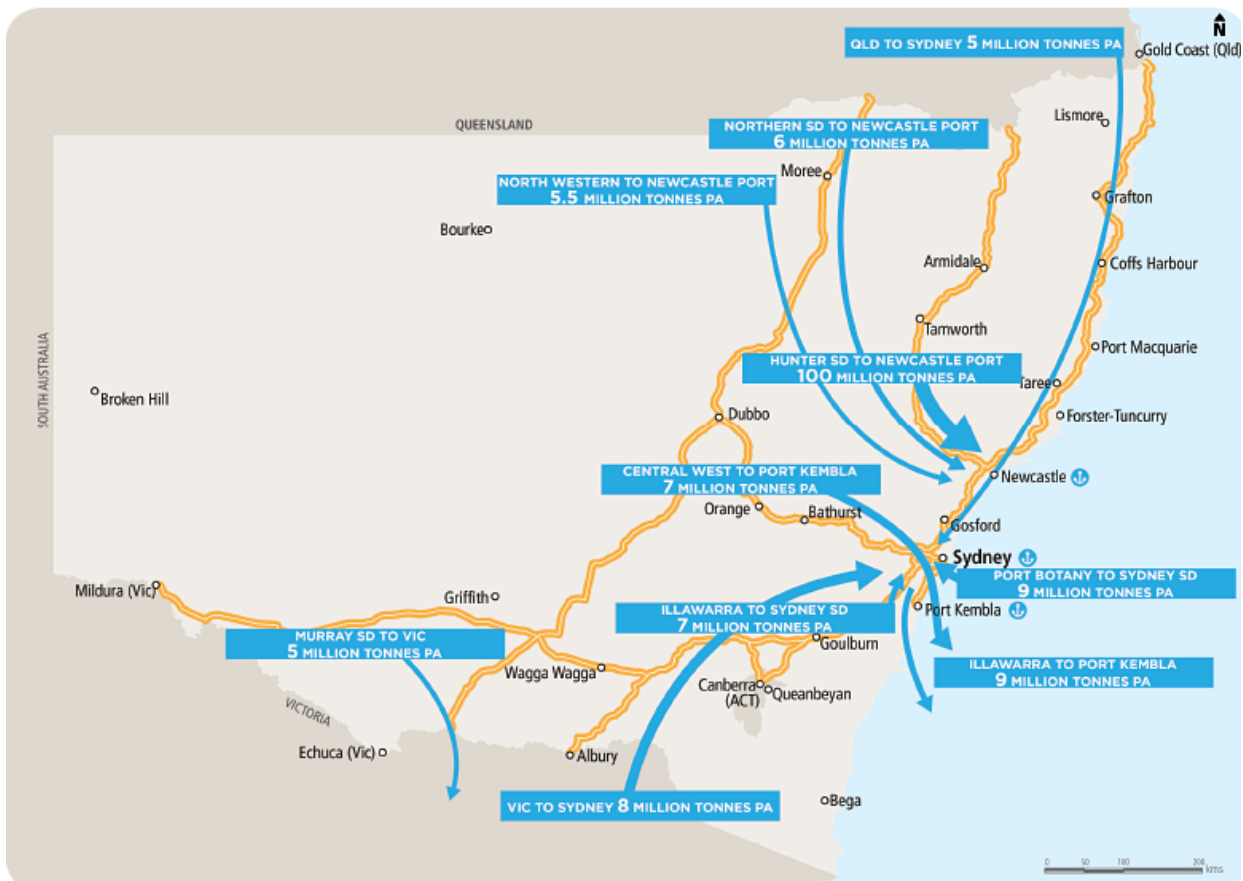 N
QLD TO SYDNEY 5 MILLION TONNES PA
Gold Coast (Qld)
Lismore
QUEENSLAND
NORTHERN SD TO NEWCASTLE PORT
6 MILLION TONNES PA
Moree
NORTH WESTERN TO NEWCASTLE PORT
5.5 MILLION TONNES PA
Grafton
Bourke
Armidale
Coffs Harbour
Tamworth
Port Macquarie
SOUTH AUSTRALIA
HUNTER SD TO NEWCASTLE PORT
100 MILLION TONNES PA
Taree
Broken Hill
Dubbo
Forster-Tuncurry
CENTRAL WEST TO PORT KEMBLA
7 MILLION TONNES PA
Newcastle
Orange
Bathurst
Gosford
Sydney
PORT BOTANY TO SYDNEY SD
9 MILLION TONNES PA
Mildura (Vic)
Griffith
ILLAWARRA TO SYDNEY SD
7 MILLION TONNES PA
Port Kembla
MURRAY SD TO VIC
5 MILLION TONNES PA
Goulburn
Wagga Wagga
ILLAWARRA TO PORT KEMBLA
9 MILLION TONNES PA
Canberra
(ACT)
Queanbeyan
VICTORIA
Echuca (Vic)
Albury
VIC TO SYDNEY 8 MILLION TONNES PA
Bega
0 50 100 200
kms